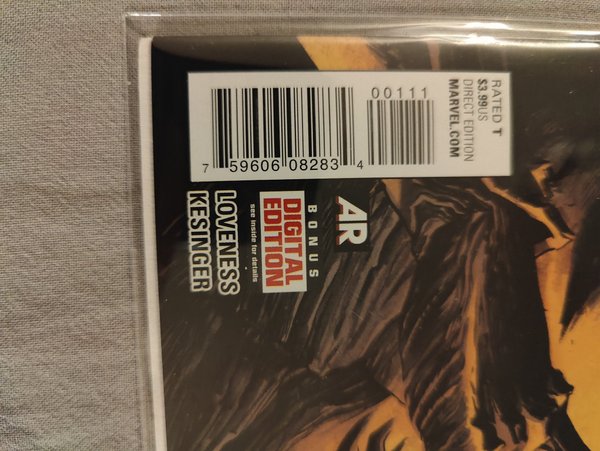 00111
7 59606 08283 4
RATED T
$3.99US
DIRECT EDITION
MARVEL.COM
AR
BONUS
DIGITAL
EDITION
see inside for details
LOVENESS
KESINGER